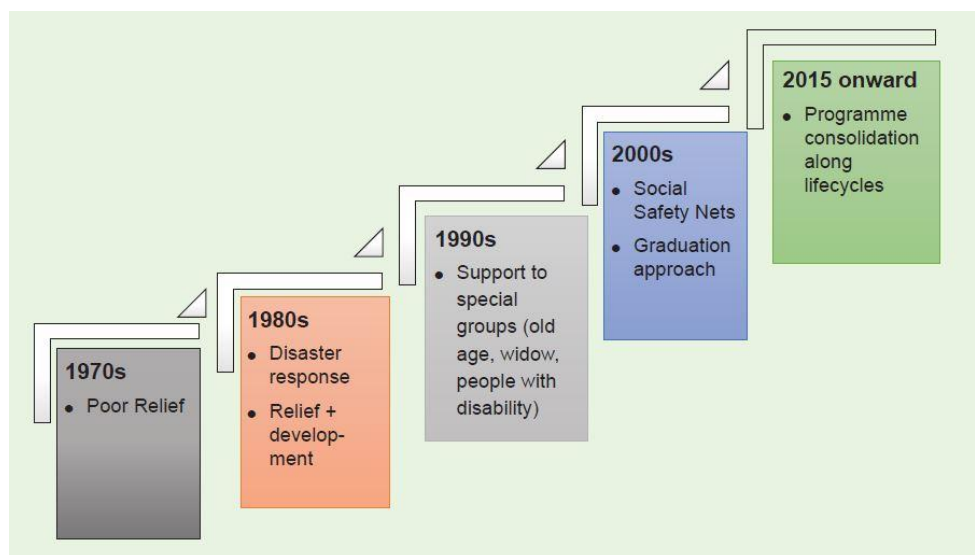 1970s
• Poor Relief
1980s
• Disaster
response
• Relief +
develop-
ment
1990s
• Support to
special
groups (old
age, widow,
people with
disability)
2000s
• Social
Safety Nets
• Graduation
approach
2015 onward
• Programme
consolidation
along
lifecycles